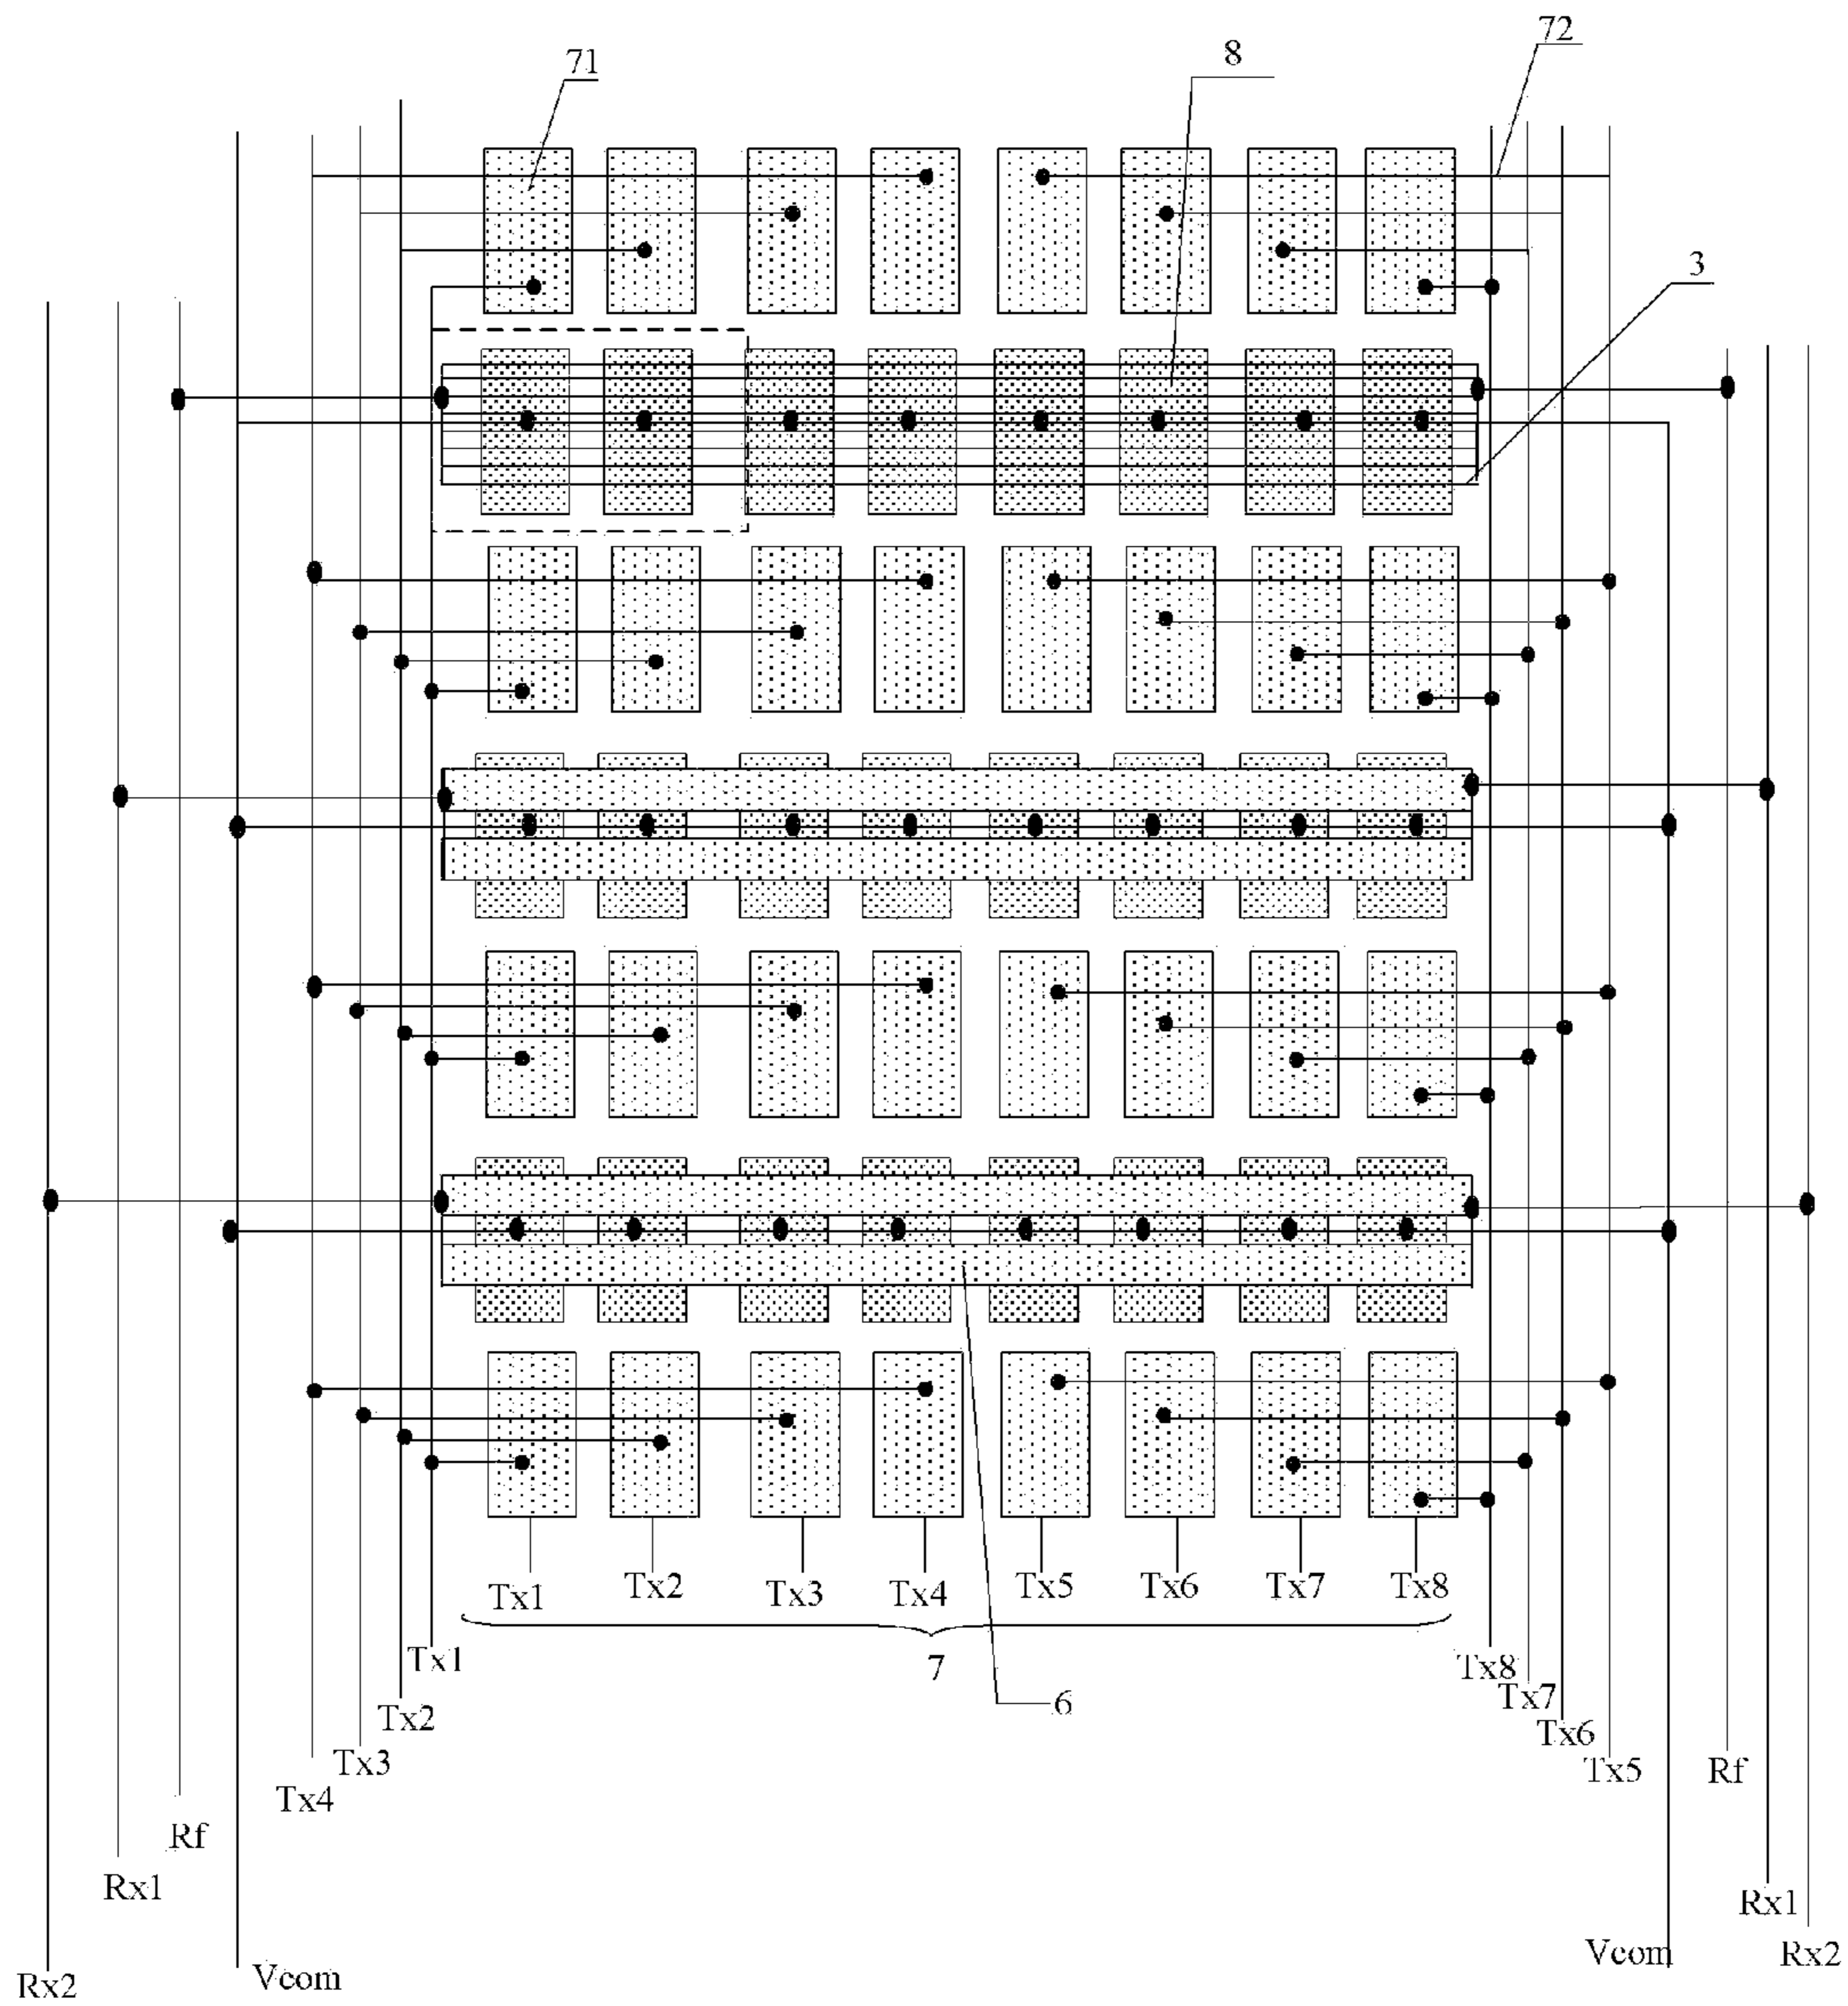 72
71
8
3
Tx1 Tx2 Tx3 Tx4 Tx5 Tx6 Tx7 Tx8
7
6
Tx1
Tx2
Tx3
Tx4
Rf
Rx1
Rx2
Vcom
Tx8
Tx7
Tx6
Tx5
Rf
Rx1
Vcom
Rx2